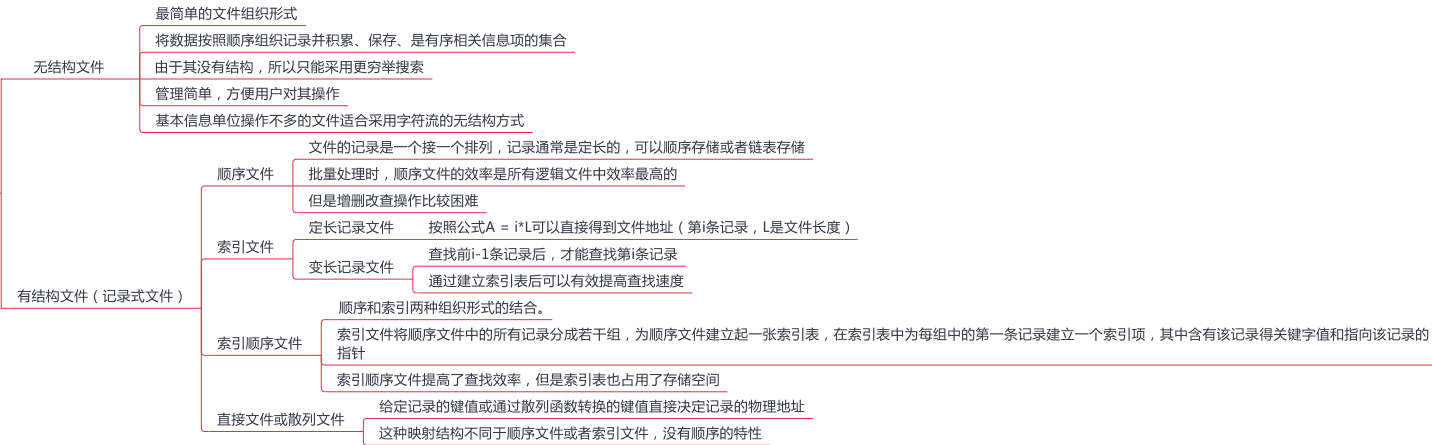 最简单的文件组织形式
将数据按照顺序组织记录并积累、保存、是有序相关信息项的集合
无结构文件
由于其没有结构，所以只能采用更穷举搜索
管理简单，方便用户对其操作
基本信息单位操作不多的文件适合采用字符流的无结构方式
文件的记录是一个接一个排列，记录通常是定长的，可以顺序存储或者链表存储
顺序文件
批量处理时，顺序文件的效率是所有逻辑文件中效率最高的
但是增删改查操作比较困难
定长记录文件
按照公式A = i*L可以直接得到文件地址（第i条记录，L是文件长度）
索引文件
查找前i-1条记录后，才能查找第i条记录
变长记录文件
通过建立索引表后可以有效提高查找速度
有结构文件（记录式文件）
顺序和索引两种组织形式的结合。
索引顺序文件
索引文件将顺序文件中的所有记录分成若干组，为顺序文件建立起一张索引表，在索引表中为每组中的第一条记录建立一个索引项，其中含有该记录得关键字值和指向该记录的
指针
索引顺序文件提高了查找效率，但是索引表也占用了存储空间
直接文件或散列文件
给定记录的键值或通过散列函数转换的键值直接决定记录的物理地址
这种映射结构不同于顺序文件或者索引文件，没有顺序的特性